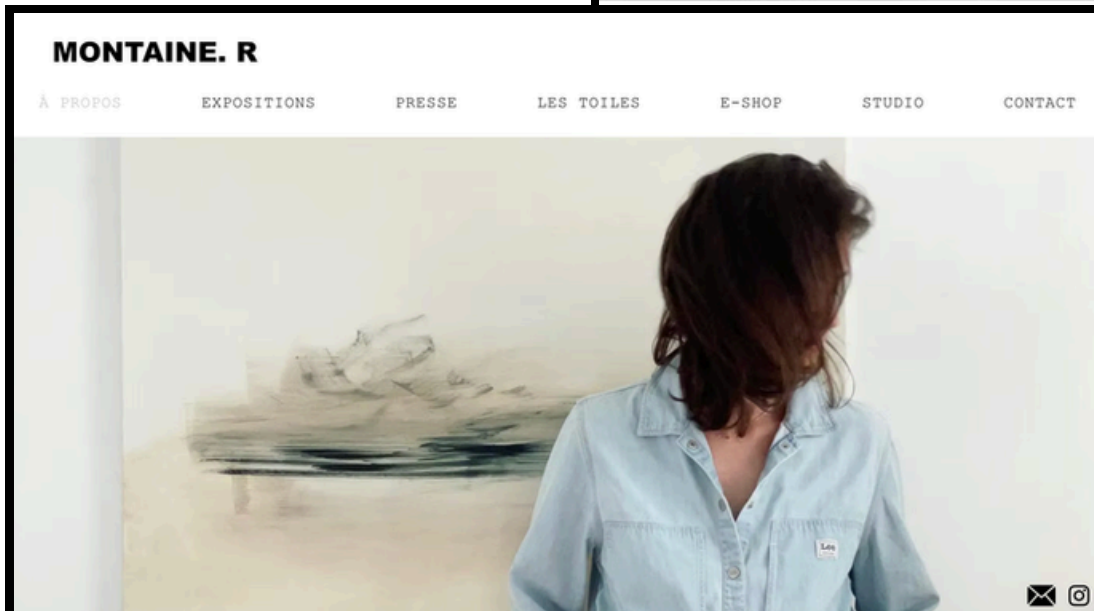 MONTAINE. R
À PROPOS EXPOSITIONS PRESSE LES TOILES E-SHOP STUDIO CONTACT
Lee